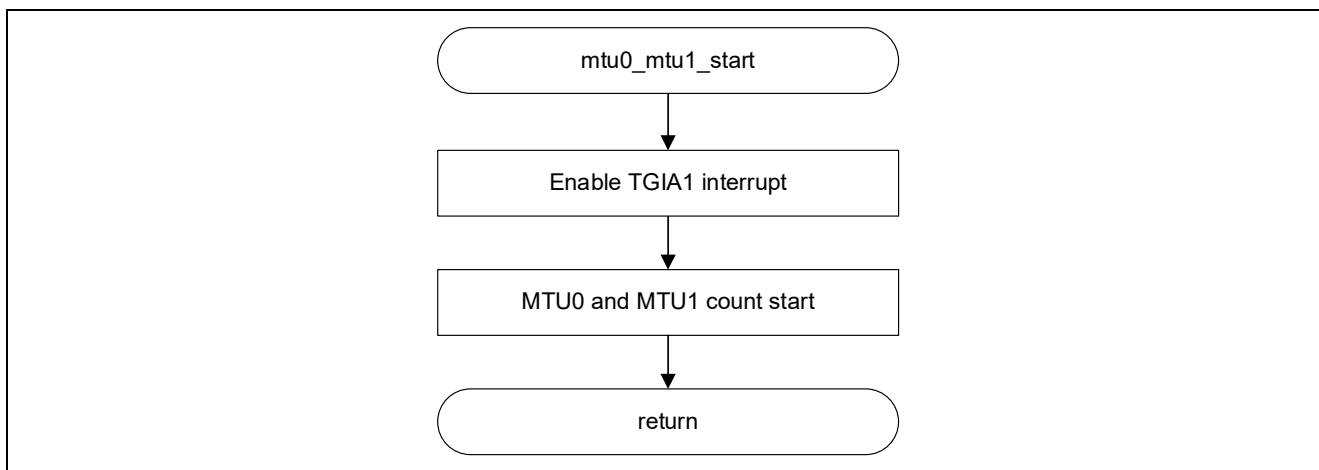 mtu0_mtu1_start
Enable TGIA1 interrupt
MTU0 and MTU1 count start
return